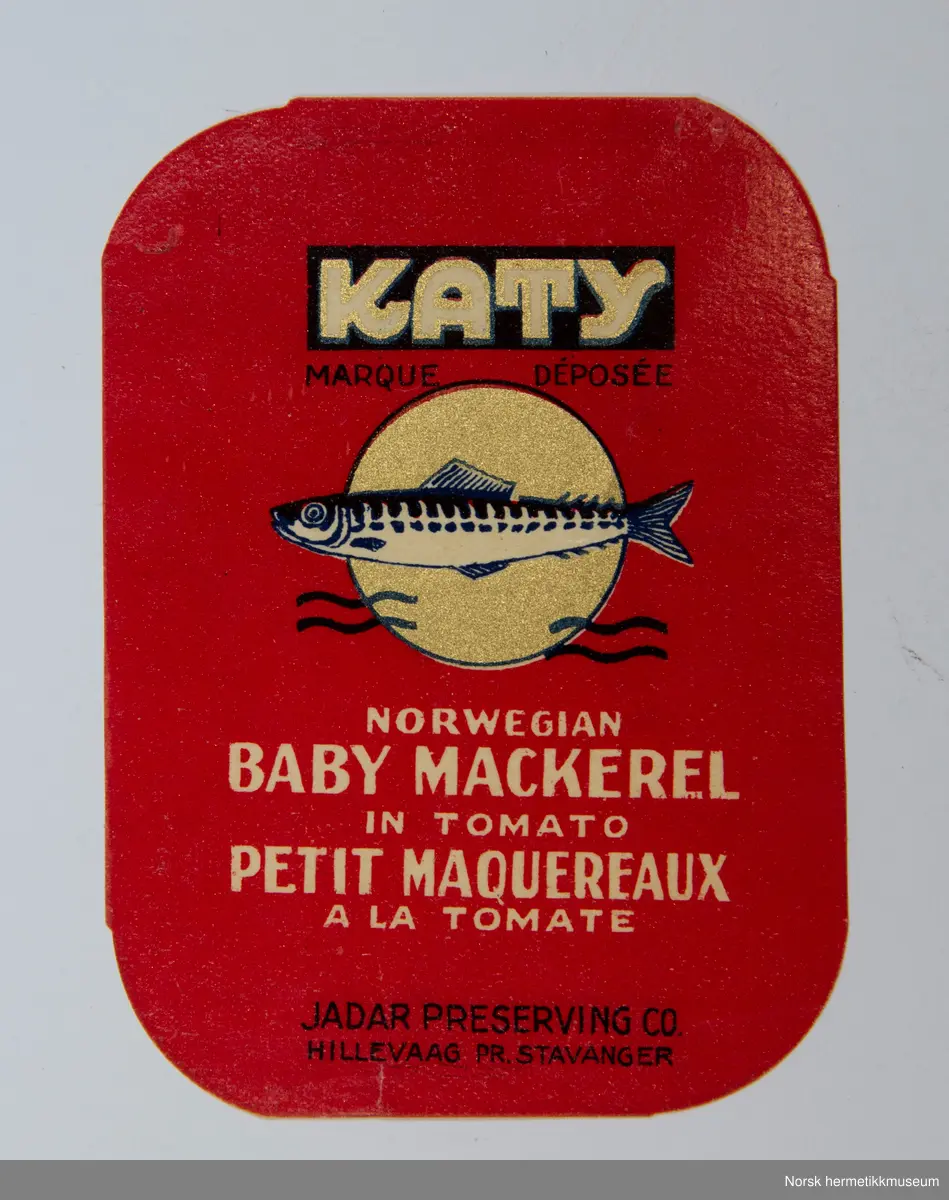 KATY
MARQUE DÉPOSÉE
NORWEGIAN
BABY MACKEREL
IN TOMATO
PETIT MAQUEREAUX
A LA TOMATE
JADAR PRESERVING CO.
HILLEVAAG PR. STAVANGER
Norsk hermetikkmuseum